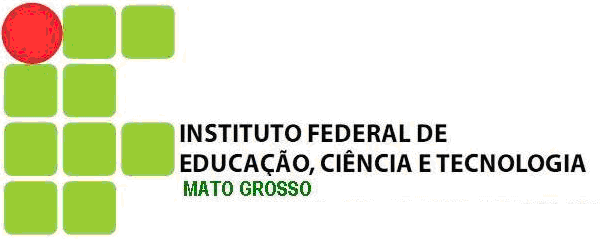 INSTITUTO FEDERAL DE
EDUCAÇÃO, CIÊNCIA E TECNOLOGIA
MATO GROSSO